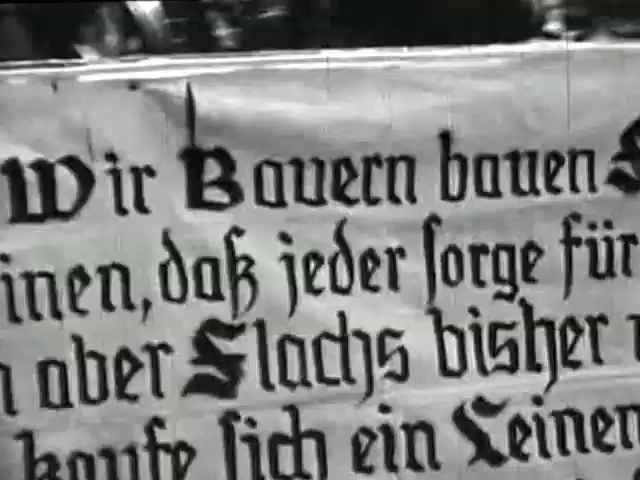 Wir Bauern bauen F
inen, daß jeder ſorge für
n aber Flachs bisher n
kaufe ſich ein Leinen